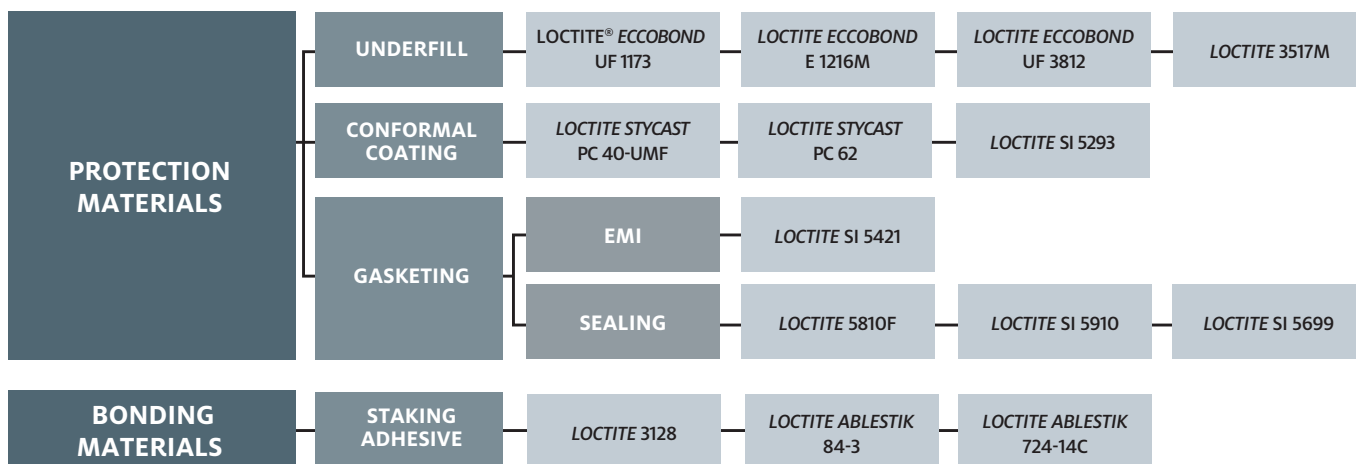 PROTECTION
MATERIALS
UNDERFILL
LOCTITE® ECCOBOND
UF 1173
LOCTITE ECCOBOND
E 1216M
LOCTITE ECCOBOND
UF 3812
LOCTITE 3517M
CONFORMAL
COATING
LOCTITE STYCAST
PC 40-UMF
LOCTITE STYCAST
PC 62
LOCTITE SI 5293
GASKETING
EMI
LOCTITE SI 5421
SEALING
LOCTITE 5810F
LOCTITE SI 5910
LOCTITE SI 5699
BONDING
MATERIALS
STAKING
ADHESIVE
LOCTITE 3128
LOCTITE ABLESTIK
84-3
LOCTITE ABLESTIK
724-14C